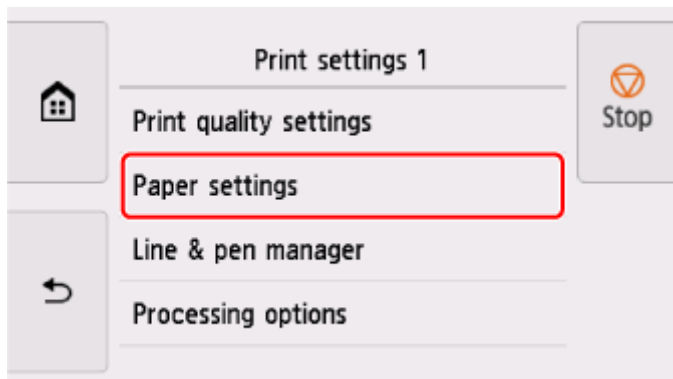 Print settings 1
Stop
Print quality settings
Paper settings
Line & pen manager
Processing options